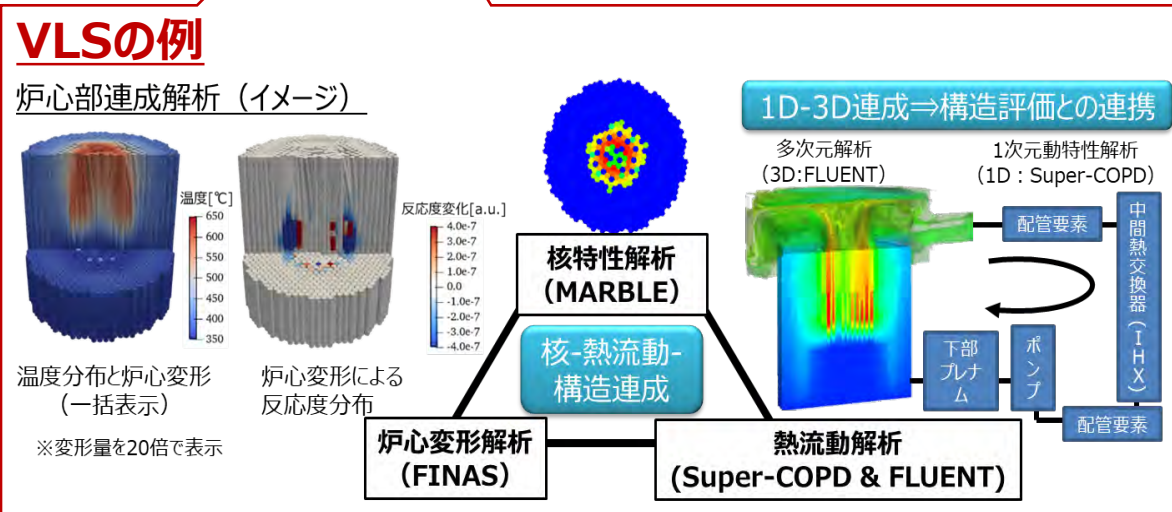 VLSの例
炉心部連成解析（イメージ）
温度[℃]
650
600
550
500
450
400
350
反応度変化[a.u.]
4.0e-7
3.0e-7
2.0e-7
1.0e-7
0.0
-1.0e-7
-2.0e-7
-3.0e-7
-4.0e-7
温度分布と炉心変形
（一括表示）
炉心変形による
反応度分布
※変形量を20倍で表示
核特性解析
（MARBLE）
核-熱流動-
構造連成
炉心変形解析
（FINAS）
熱流動解析
(Super-COPD & FLUENT)
1D-3D連成⇒構造評価との連携
多次元解析
（3D:FLUENT）
1次元動特性解析
（1D：Super-COPD）
配管要素
中間熱交換器（IHX）
下部
プレナ
ム
ポンプ
配管要素